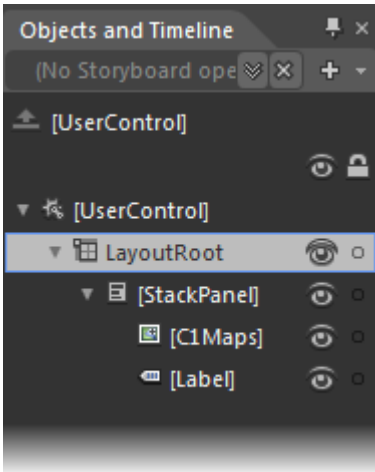 Objects and Timeline
(No Storyboard ope
[UserControl]
[UserControl]
LayoutRoot
[StackPanel]
[C1Maps]
[Label]